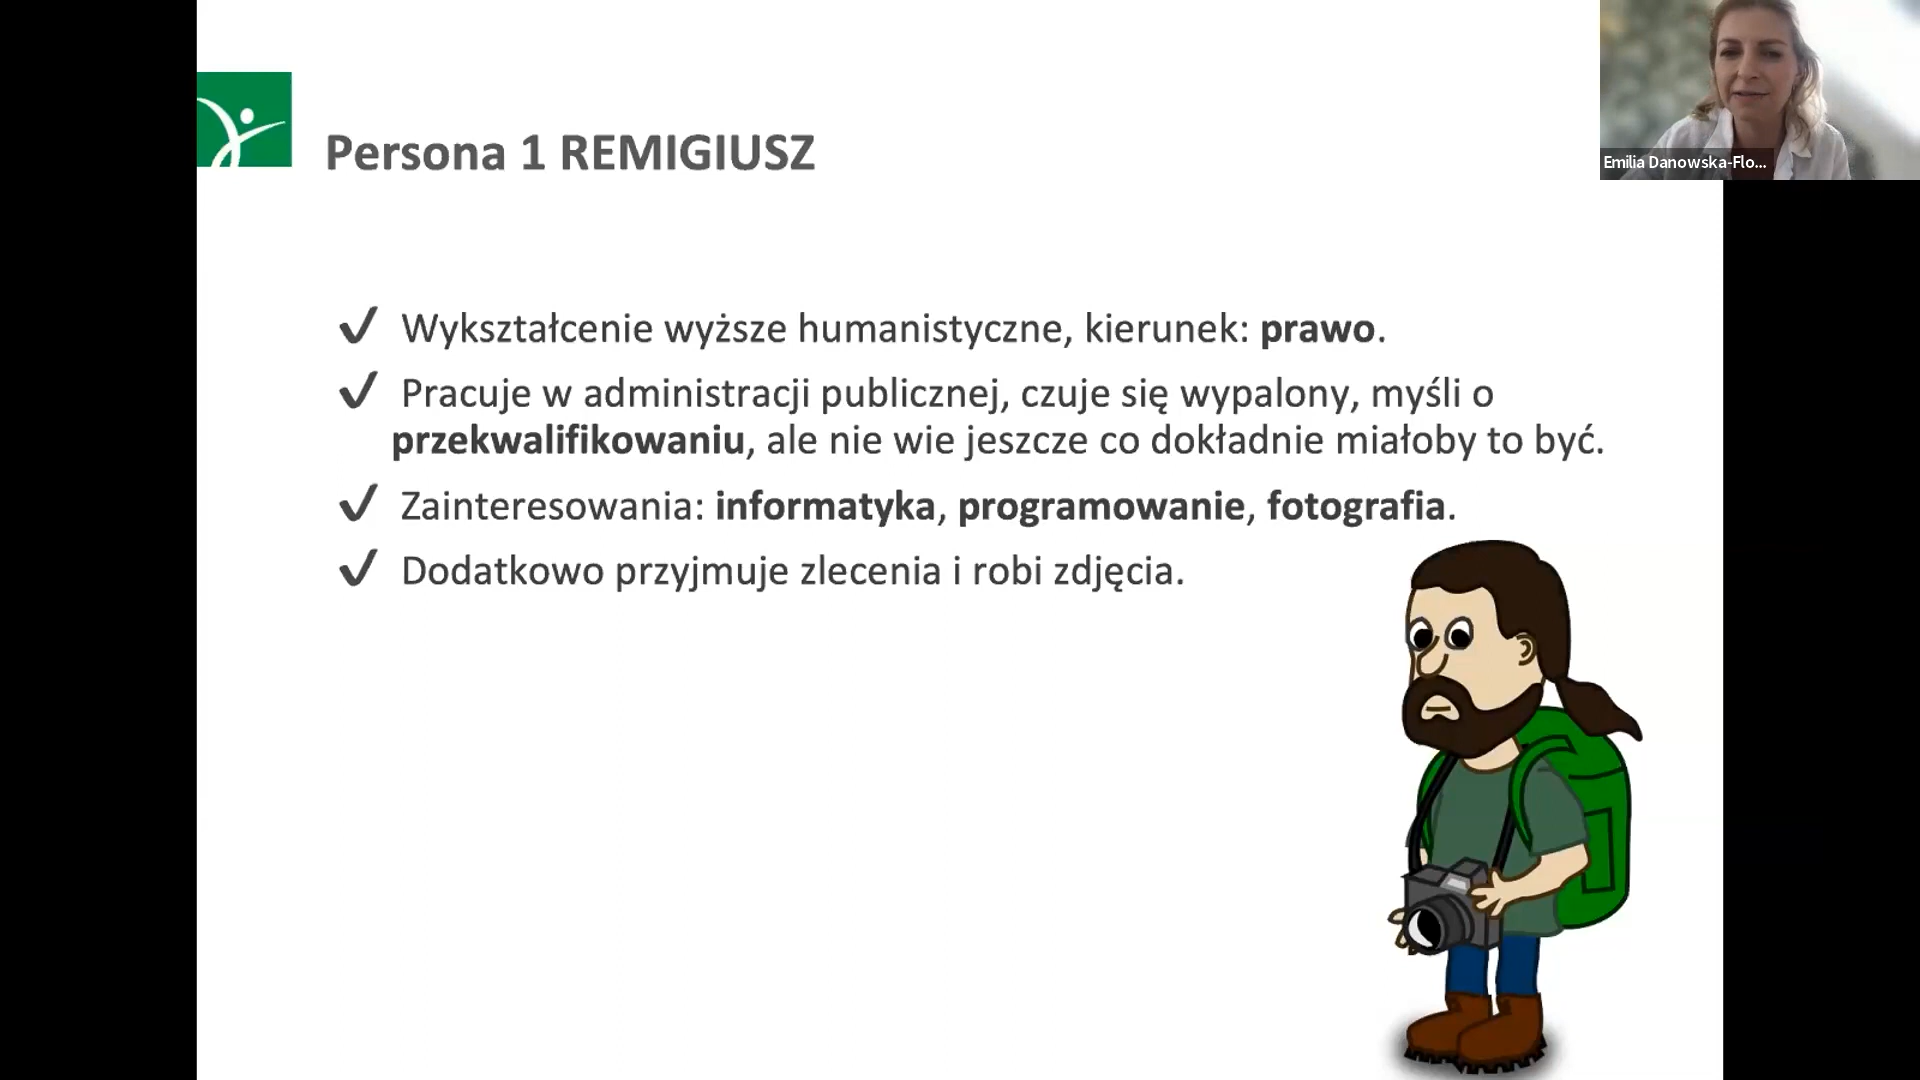 Persona 1 REMIGIUSZ
Emilia Danowska-Flo...
✔ Wykształcenie wyższe humanistyczne, kierunek: prawo.
✔ Pracuje w administracji publicznej, czuje się wypalony, myśli o
przekwalifikowaniu, ale nie wie jeszcze co dokładnie miałoby to być.
✔ Zainteresowania: informatyka, programowanie, fotografia.
✔ Dodatkowo przyjmuje zlecenia i robi zdjęcia.